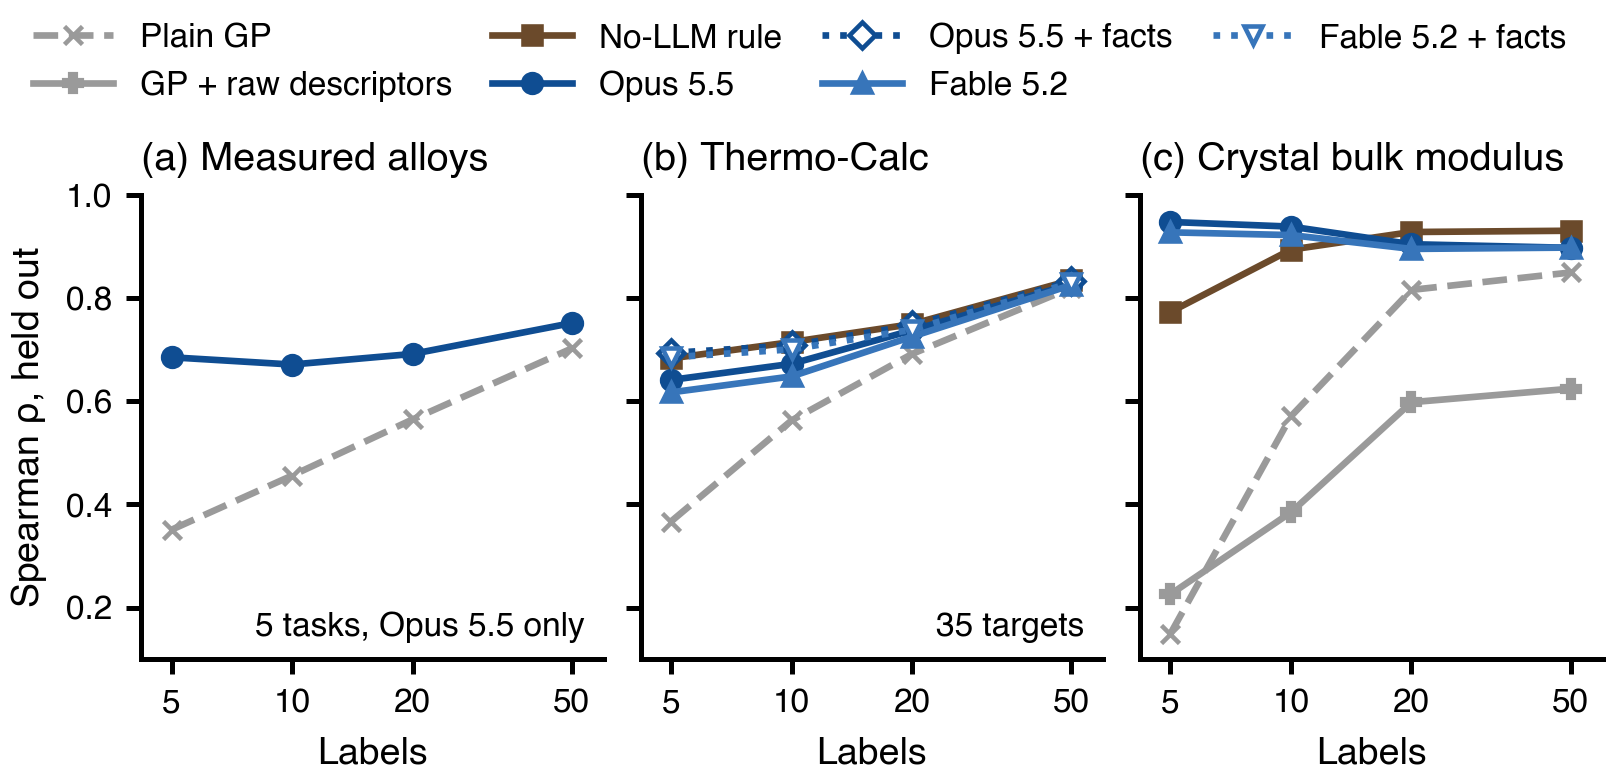 Plain GP
No-LLM rule
Opus 5.5 + facts
Fable 5.2 + facts
GP + raw descriptors
Opus 5.5
Fable 5.2
(a) Measured alloys
(b) Thermo-Calc
(c) Crystal bulk modulus
Spearman ρ, held out
1.0
0.8
0.6
0.4
0.2
5 tasks, Opus 5.5 only
35 targets
5 10 20 50
5 10 20 50
5 10 20 50
Labels
Labels
Labels